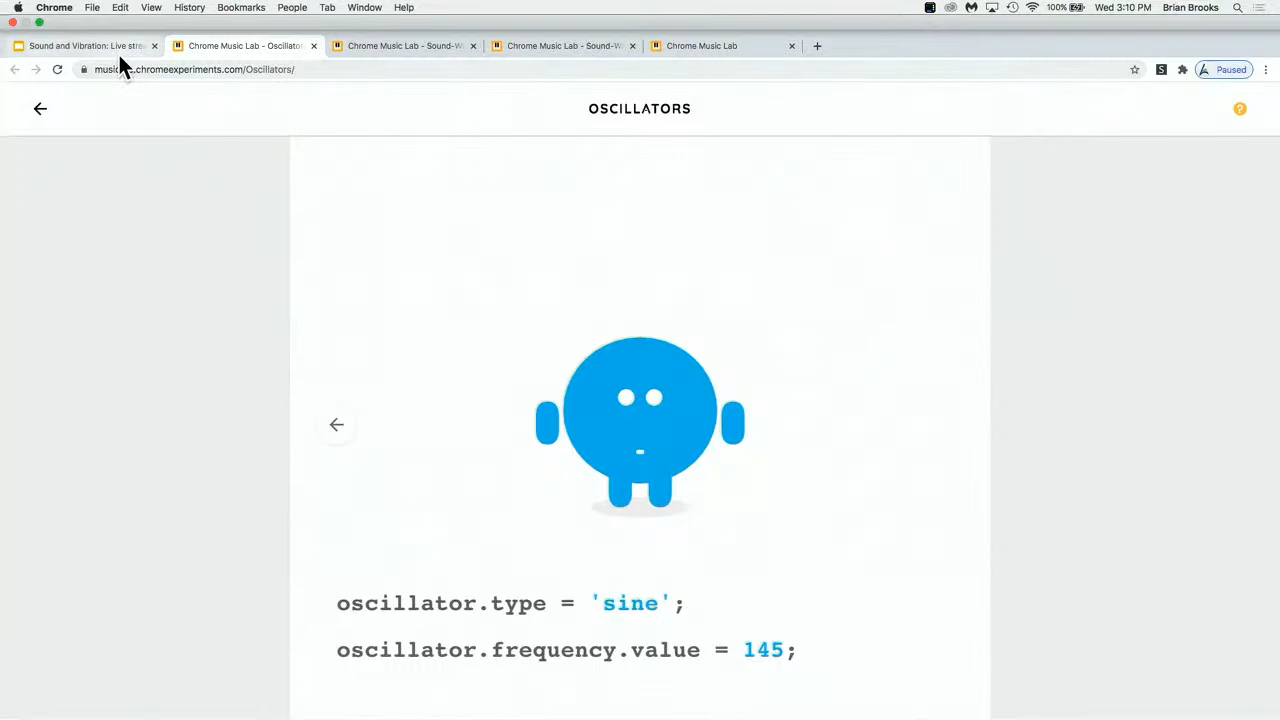 Chrome File Edit View History Bookmarks People Tab Window Help 100% Wed 3:10 PM Brian Brooks
Sound and Vibration: Live stre Chrome Music Lab - Oscillator Chrome Music Lab - Sound-W Chrome Music Lab - Sound-W Chrome Music Lab
music chromeexperiments.com/Oscillators/ S Paused
OSCILLATORS ?
oscillator.type = 'sine';
oscillator.frequency.value = 145;